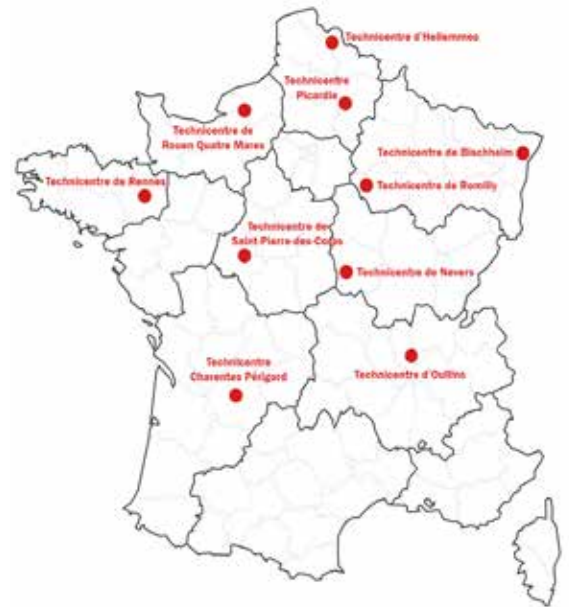 Technicentre d'Hellemmes
Technicentre
Picardie
Technicentre de
Rouen Quatre Mares
Technicentre de Bischheim
Technicentre de Rennes
Technicentre de Romilly
Technicentre de
Saint-Pierre-des-Corps
Technicentre de Nevers
Technicentre
Charentes Périgord
Technicentre d'Oullins